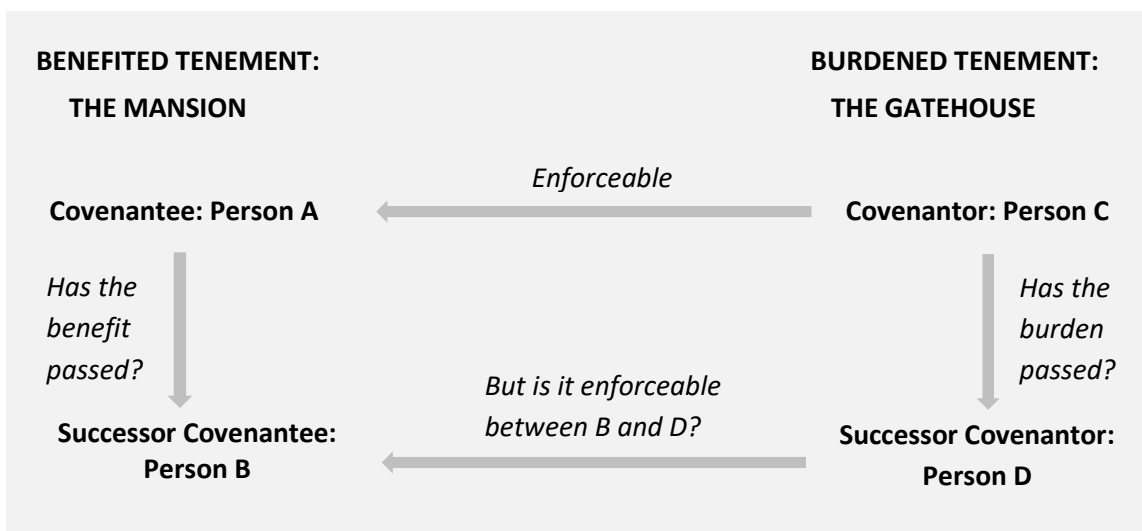 BENEFITED TENEMENT:
THE MANSION
BURDENED TENEMENT:
THE GATEHOUSE
Enforceable
Covenantee: Person A
Covenantor: Person C
Has the
benefit
passed?
Has the
burden
passed?
But is it enforceable
between B and D?
Successor Covenantee:
Person B
Successor Covenantor:
Person D